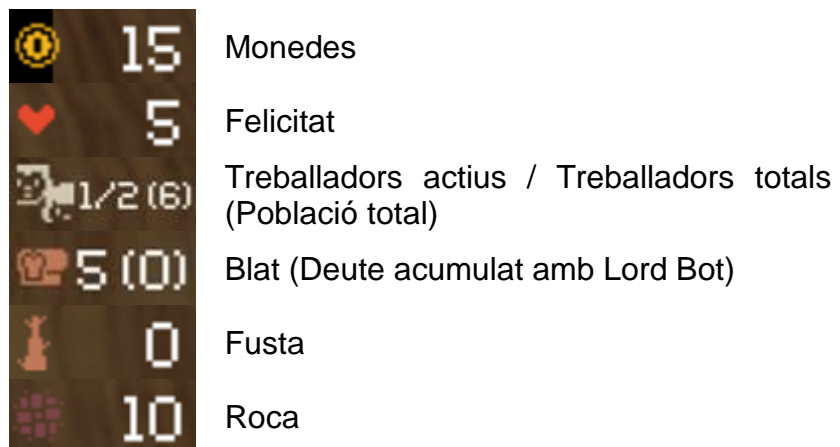 15 Monedes
5 Felicitat
1/2 (6) Treballadors actius / Treballadors totals
(Població total)
5 (0) Blat (Deute acumulat amb Lord Bot)
0 Fusta
10 Roca